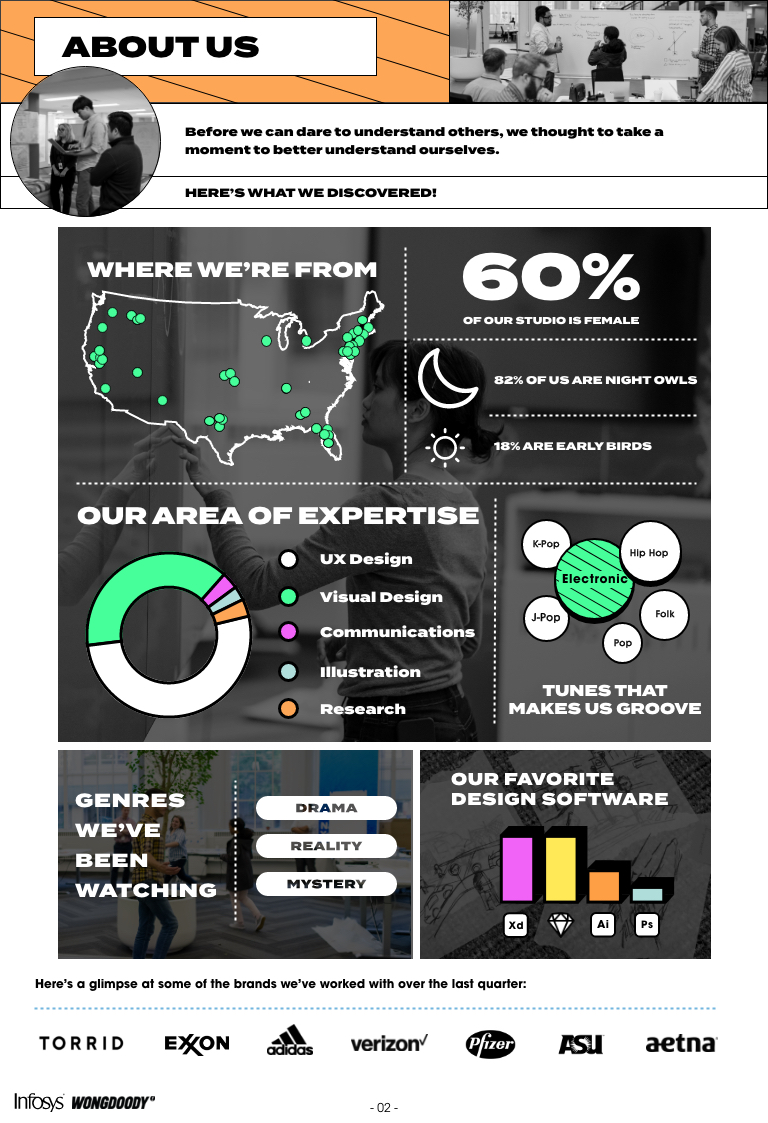 ABOUT US
Before we can dare to understand others, we thought to take a
moment to better understand ourselves.
HERE'S WHAT WE DISCOVERED!
WHERE WE'RE FROM
60%
OF OUR STUDIO IS FEMALE
82% OF US ARE NIGHT OWLS
18% ARE EARLY BIRDS
OUR AREA OF EXPERTISE
UX Design
Visual Design
Communications
Illustration
Research
K-Pop
Hip Hop
Electronic
J-Pop
Folk
Pop
TUNES THAT
MAKES US GROOVE
GENRES
WE'VE
BEEN
WATCHING
DRAMA
REALITY
MYSTERY
OUR FAVORITE
DESIGN SOFTWARE
Xd
Ai
Ps
Here's a glimpse at some of the brands we've worked with over the last quarter:
TORRID
EXXON
adidas
verizon✓
Pfizer
ASU
aetna
Infosys WONGDOODY
- 02 -